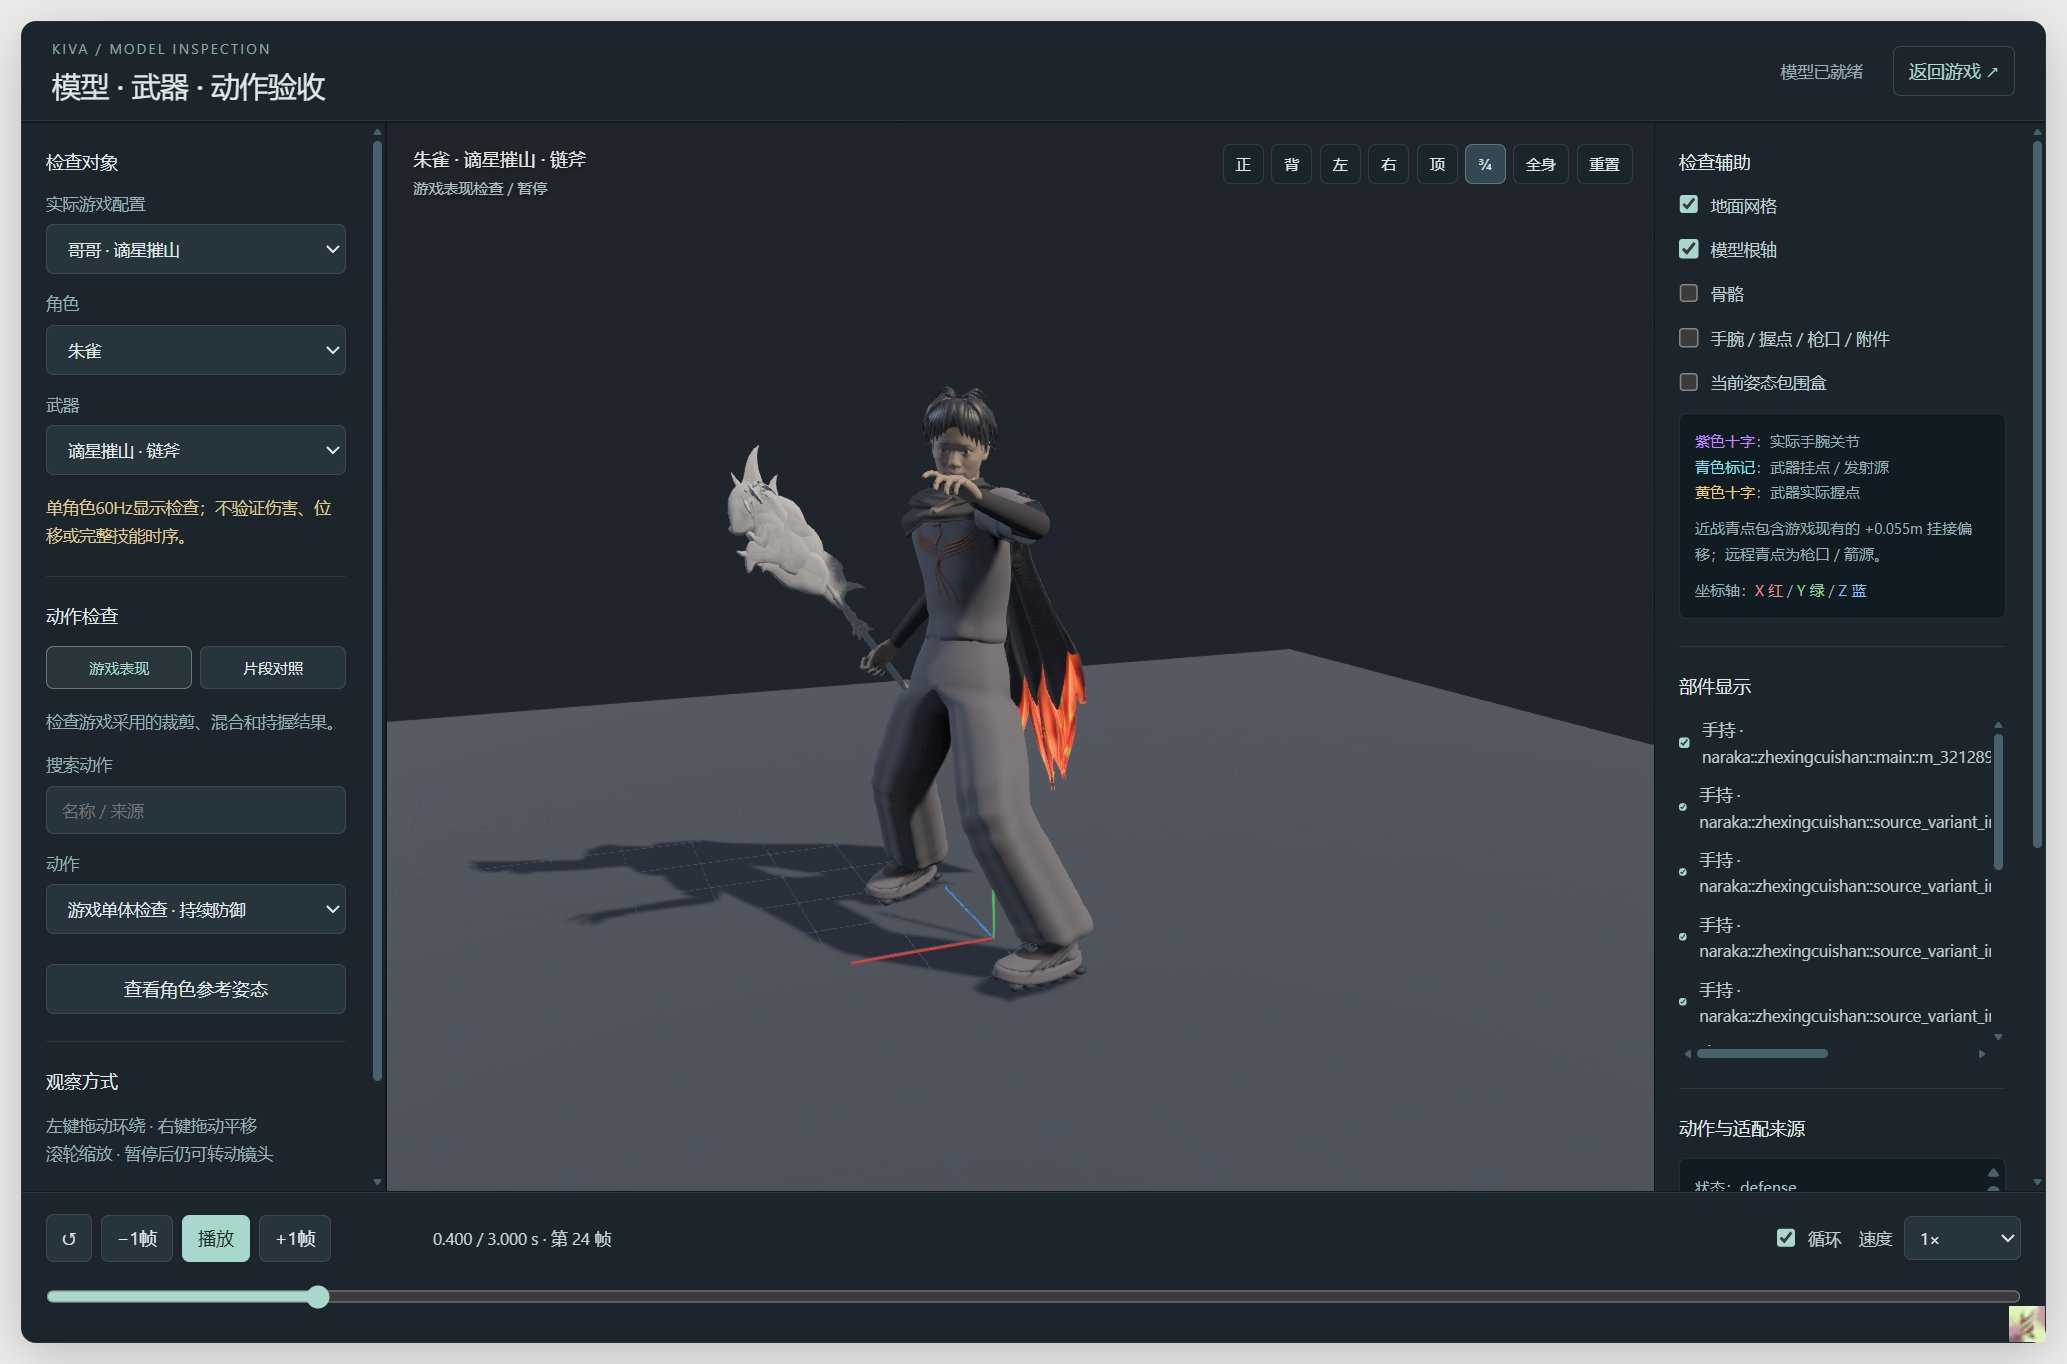 KIVA / MODEL INSPECTION
模型 · 武器 · 动作验收
模型已就绪
返回游戏 ↗
检查对象
实际游戏配置
哥哥 · 谪星摧山
角色
朱雀
武器
谪星摧山 · 链斧
单角色60Hz显示检查；不验证伤害、位
移或完整技能时序。
动作检查
游戏表现
片段对照
检查游戏采用的裁剪、混合和持握结果。
搜索动作
名称 / 来源
动作
游戏单体检查 · 持续防御
查看角色参考姿态
观察方式
左键拖动环绕 · 右键拖动平移
滚轮缩放 · 暂停后仍可转动镜头
朱雀 · 谪星摧山 · 链斧
游戏表现检查 / 暂停
正
背
左
右
顶
¾
全身
重置
检查辅助
地面网格
模型根轴
骨骼
手腕 / 握点 / 枪口 / 附件
当前姿态包围盒
紫色十字：实际手腕关节
青色标记：武器挂点 / 发射源
黄色十字：武器实际握点
近战青点包含游戏现有的 +0.055m 挂接偏
移；远程青点为枪口 / 箭源。
坐标轴：X 红 / Y 绿 / Z 蓝
部件显示
手持 ·
naraka::zhexingcuishan::main::m_321289
手持 ·
naraka::zhexingcuishan::source_variant_i
手持 ·
naraka::zhexingcuishan::source_variant_i
手持 ·
naraka::zhexingcuishan::source_variant_i
手持 ·
naraka::zhexingcuishan::source_variant_i
动作与适配来源
状态：defense
↺
−1帧
播放
+1帧
0.400 / 3.000 s · 第 24 帧
循环
速度
1×